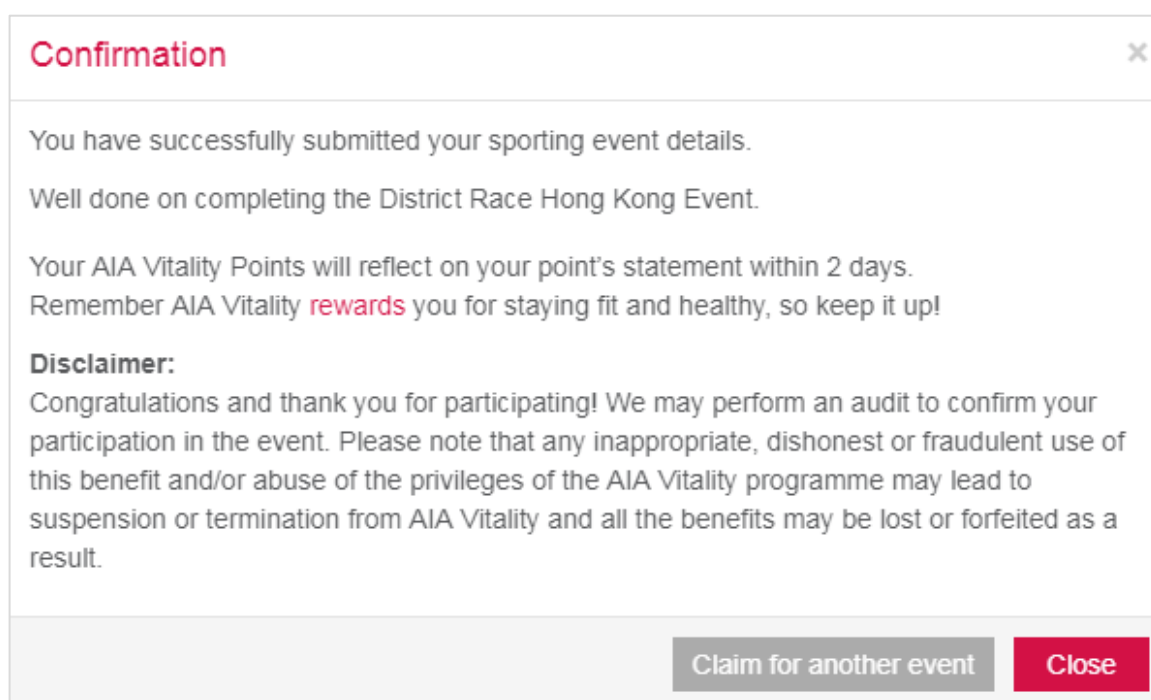 Confirmation ×
You have successfully submitted your sporting event details.
Well done on completing the District Race Hong Kong Event.
Your AIA Vitality Points will reflect on your point's statement within 2 days.
Remember AIA Vitality rewards you for staying fit and healthy, so keep it up!
Disclaimer:
Congratulations and thank you for participating! We may perform an audit to confirm your
participation in the event. Please note that any inappropriate, dishonest or fraudulent use of
this benefit and/or abuse of the privileges of the AIA Vitality programme may lead to
suspension or termination from AIA Vitality and all the benefits may be lost or forfeited as a
result.
Claim for another event Close